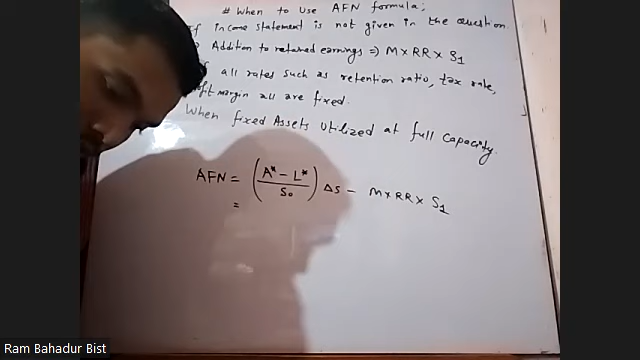 # When to Use AFN formula;
If income statement is not given in the question.
Addition to retained earnings => M×RR×S1
all rates such as retention ratio, tax rate,
margin all are fixed.
When fixed Assets utilized at full capacity.
AFN = (A* - L* / S0) ΔS - M×RR×S1
=
Ram Bahadur Bist